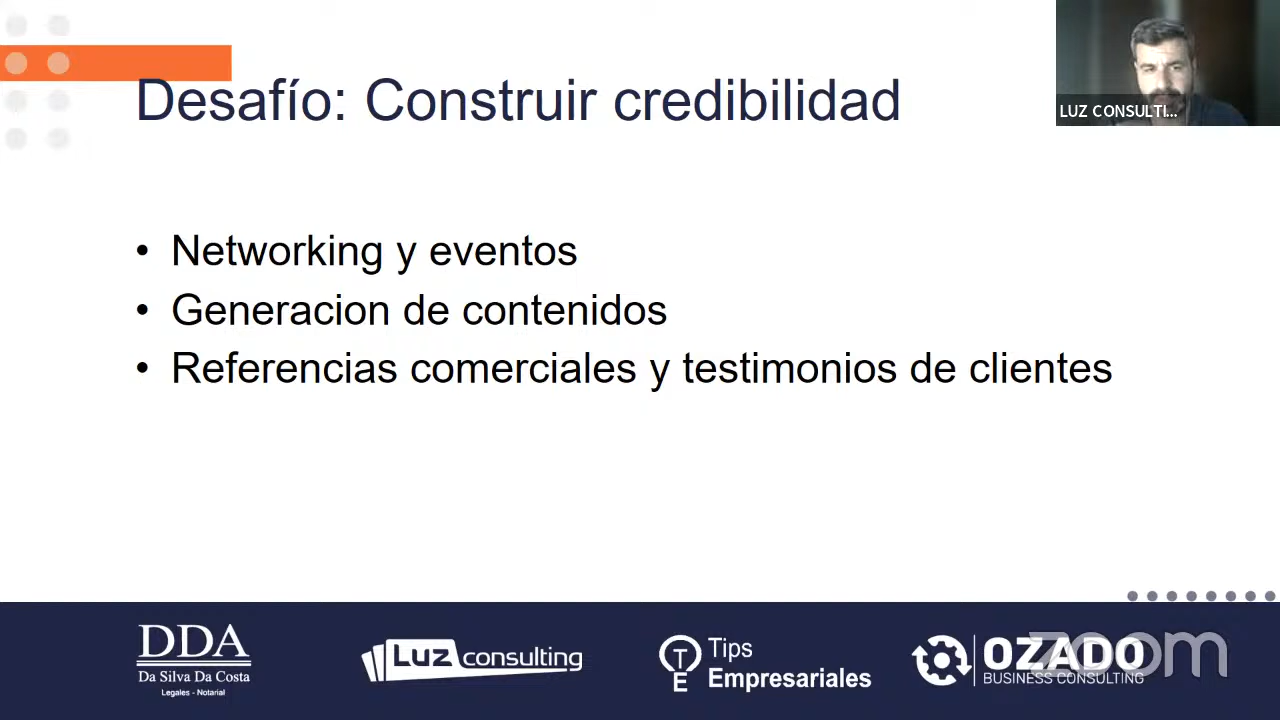 Desafío: Construir credibilidad
LUZ CONSULTI...
• Networking y eventos
• Generacion de contenidos
• Referencias comerciales y testimonios de clientes
DDA
Da Silva Da Costa
Legales - Notarial
LUZ consulting
T
E
Tips
Empresariales
OZADO
BUSINESS CONSULTING
zoom